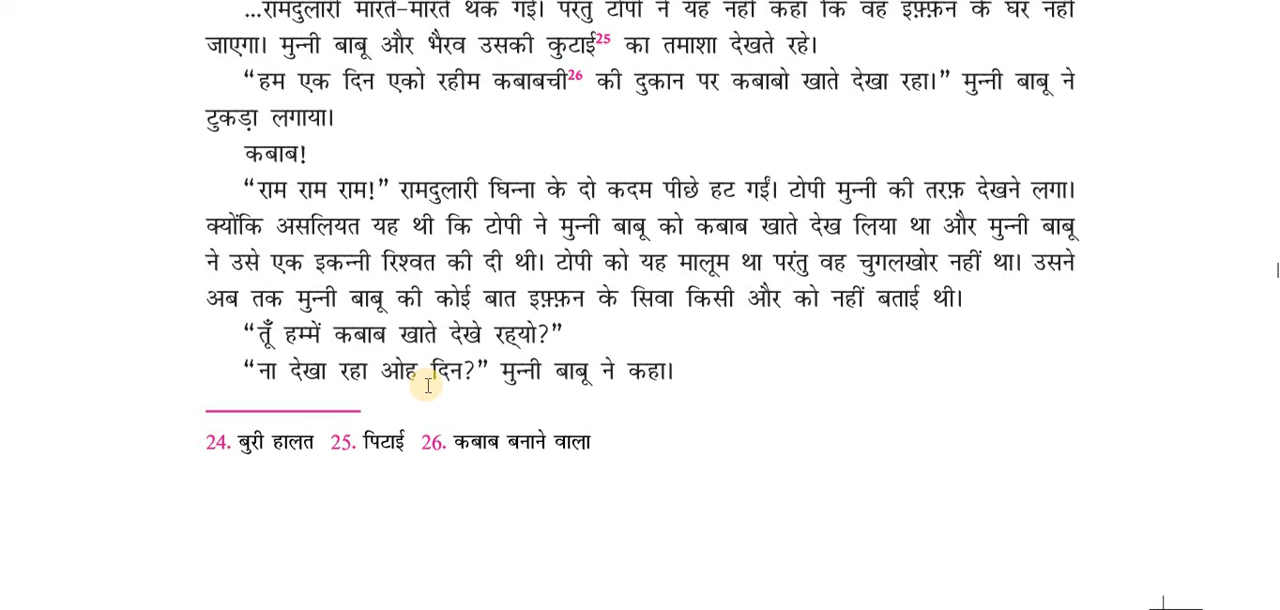 ...रामदुलारी मारते-मारते थक गईं। परंतु टोपी ने यह नहीं कहा कि वह इफ़्फ़न के घर नहीं
जाएगा। मुन्नी बाबू और भैरव उसकी कुटाई25 का तमाशा देखते रहे।
“हम एक दिन एको रहीम कबाबची26 की दुकान पर कबाबो खाते देखा रहा।” मुन्नी बाबू ने
टुकड़ा लगाया।
कबाब!
“राम राम राम!” रामदुलारी घिन्ना के दो कदम पीछे हट गईं। टोपी मुन्नी की तरफ़ देखने लगा।
क्योंकि असलियत यह थी कि टोपी ने मुन्नी बाबू को कबाब खाते देख लिया था और मुन्नी बाबू
ने उसे एक इकन्नी रिश्वत की दी थी। टोपी को यह मालूम था परंतु वह चुगलखोर नहीं था। उसने
अब तक मुन्नी बाबू की कोई बात इफ़्फ़न के सिवा किसी और को नहीं बताई थी।
“तूँ हम्में कबाब खाते देखे रह्यो?”
“ना देखा रहा ओह दिन?” मुन्नी बाबू ने कहा।
24. बुरी हालत 25. पिटाई 26. कबाब बनाने वाला